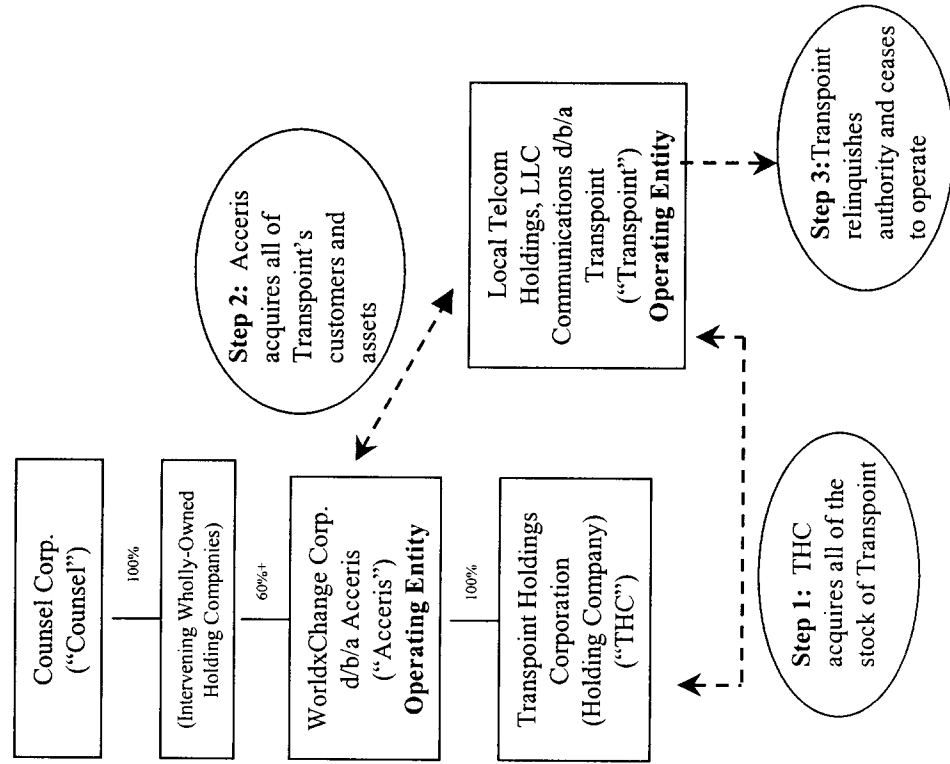 Counsel Corp.
(“Counsel”)
100%
(Intervening Wholly-Owned
Holding Companies)
60%+
WorldxChange Corp.
d/b/a Acceris
(“Acceris”)
Operating Entity
100%
Transpoint Holdings
Corporation
(Holding Company)
(“THC”)
Step 1: THC
acquires all of the
stock of Transpoint
Step 2: Acceris
acquires all of
Transpoint’s
customers and
assets
Local Telcom
Holdings, LLC
Communications d/b/a
Transpoint
(“Transpoint”)
Operating Entity
Step 3:Transpoint
relinquishes
authority and ceases
to operate